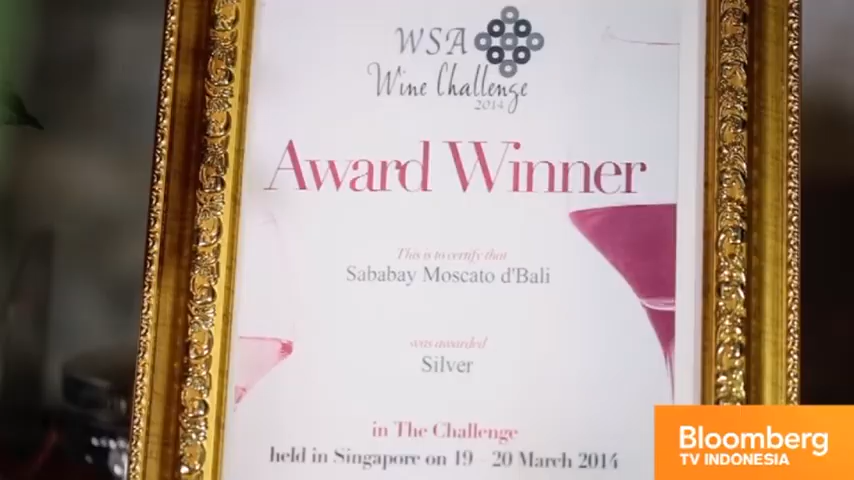 WSA
Wine Challenge
2014
Award Winner
This is to certify that
Sababay Moscato d'Bali
was awarded
Silver
in The Challenge
held in Singapore on 19 - 20 March 2014
Bloomberg
TV INDONESIA